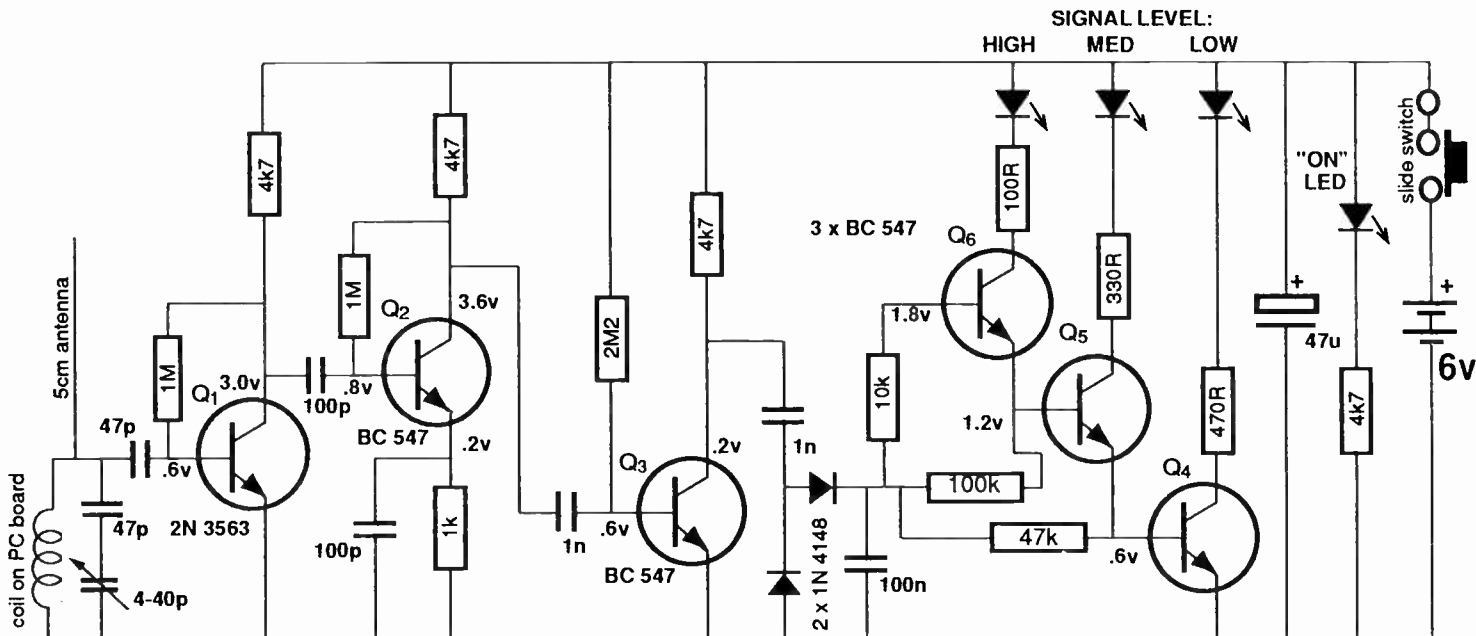 SIGNAL LEVEL:
HIGH MED LOW
4k7
4k7
4k7
100R
330R
470R
"ON"
LED
slide switch
+
6v
+
47u
4k7
3 x BC 547
Q6
1.8v
Q5
1.2v
Q4
.6v
10k
100k
47k
5cm antenna
1M
Q1
3.0v
47p
.6v
2N 3563
47p
4-40p
coil on PC board
100p
1M
Q2
3.6v
.8v
BC 547
.2v
100p
1k
2M2
1n
.6v
Q3
.2v
BC 547
1n
2 x 1N 4148
100n